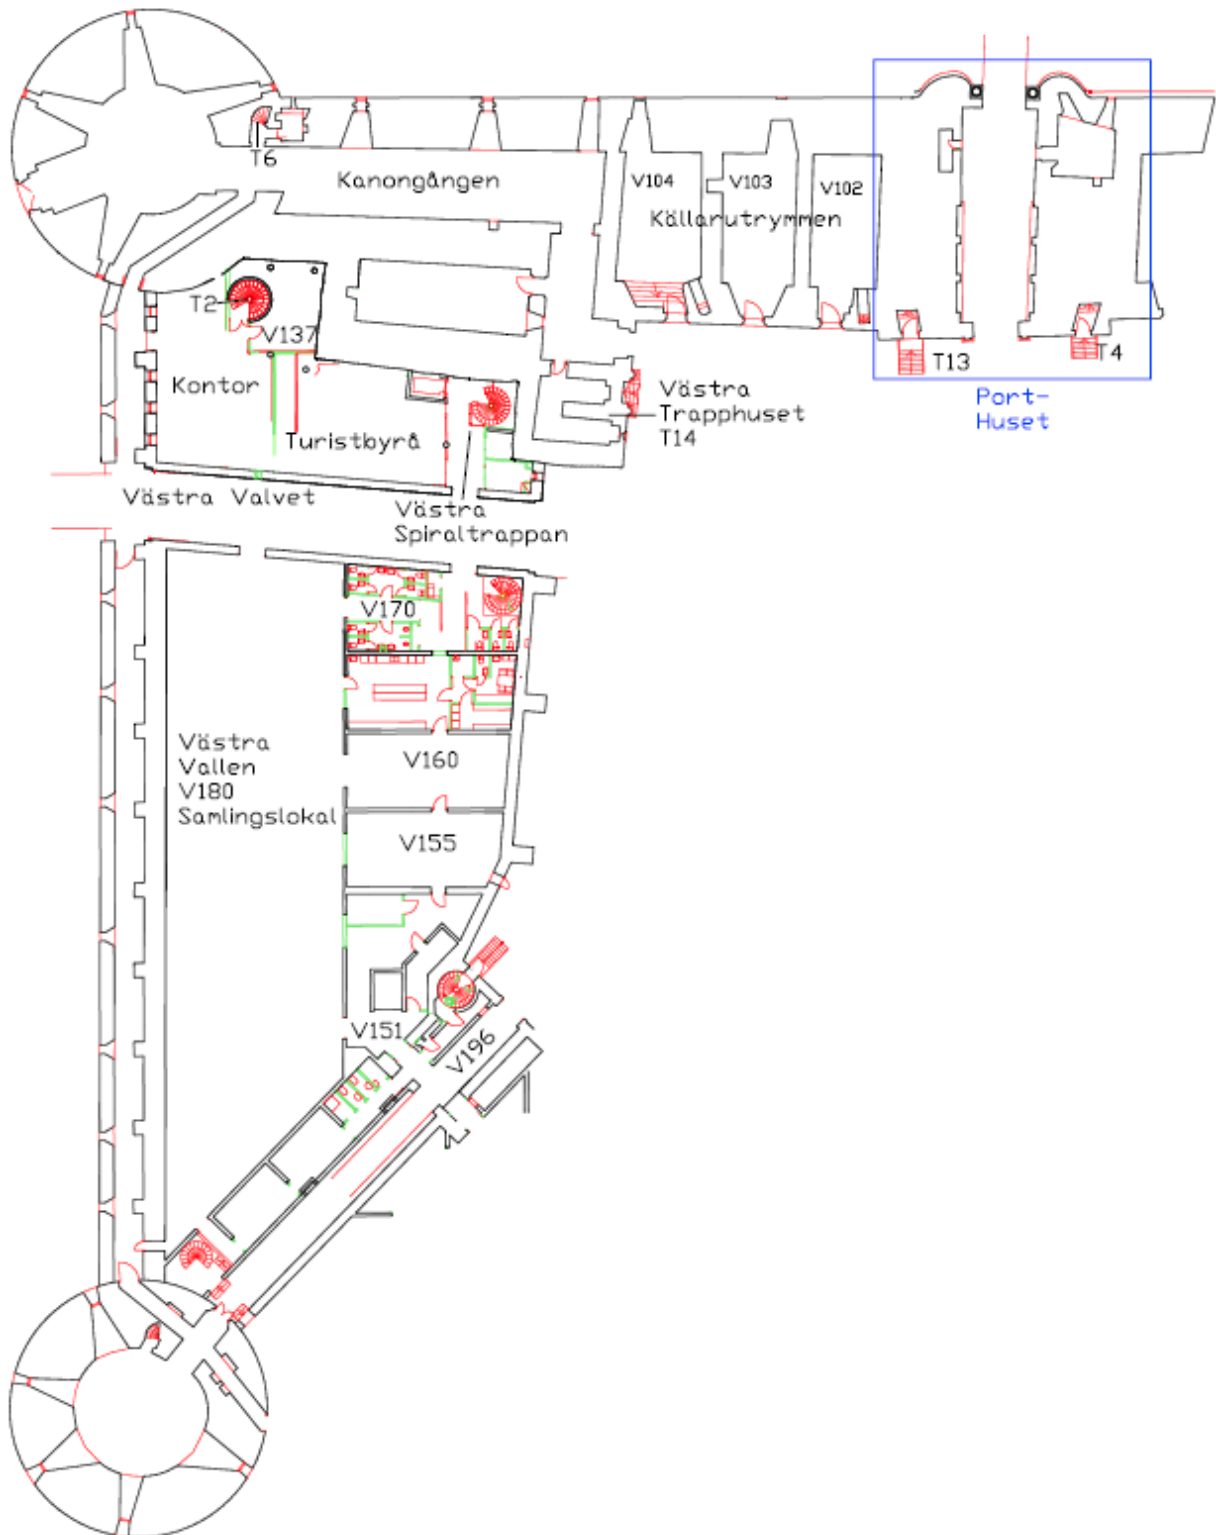 T6
Kanongången
V104
V103
V102
Källarutrymmen
T2
V137
Kontor
Turistbyrå
Västra
Trapphuset
T14
T13
T4
Port-
Huset
Västra Valvet
Västra
Spiraltrappan
V170
Västra
Vallen
V180
Samlingslokal
V160
V155
V151
V196